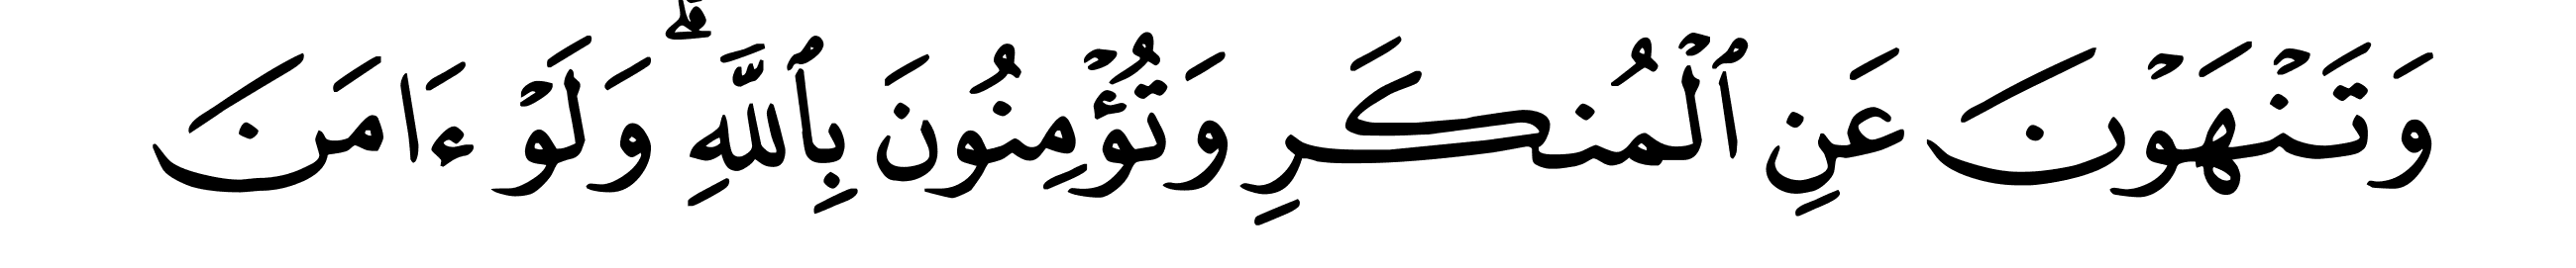 وَتَنْهَوْنَ عَنِ ٱلْمُنكَرِ وَتُؤْمِنُونَ بِٱللَّهِ ۗ وَلَوْ ءَامَنَ